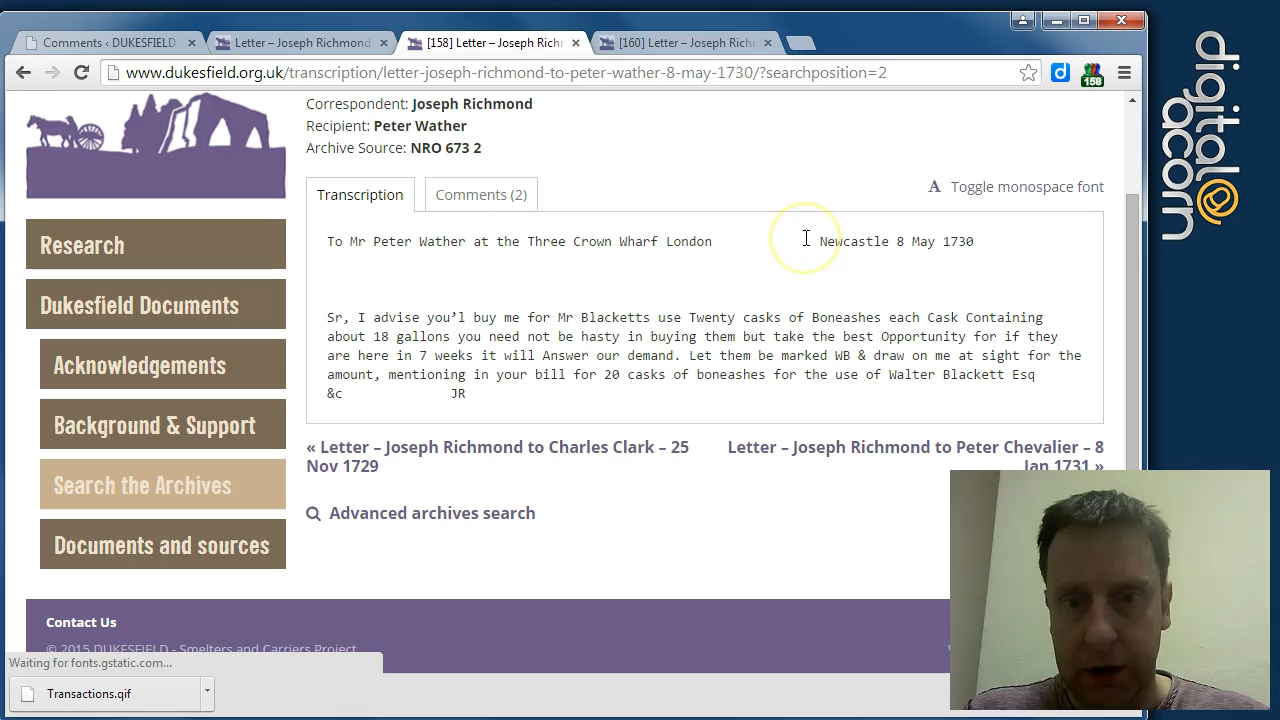 Comments ‹ DUKESFIELD
Letter – Joseph Richmond
[158] Letter – Joseph Richm
[160] Letter – Joseph Richm
www.dukesfield.org.uk/transcription/letter-joseph-richmond-to-peter-wather-8-may-1730/?searchposition=2
158
digital@acorn
Correspondent: Joseph Richmond
Recipient: Peter Wather
Archive Source: NRO 673 2
Transcription
Comments (2)
A Toggle monospace font
To Mr Peter Wather at the Three Crown Wharf London Newcastle 8 May 1730
Sr, I advise you’l buy me for Mr Blacketts use Twenty casks of Boneashes each Cask Containing
about 18 gallons you need not be hasty in buying them but take the best Opportunity for if they
are here in 7 weeks it will Answer our demand. Let them be marked WB & draw on me at sight for the
amount, mentioning in your bill for 20 casks of boneashes for the use of Walter Blackett Esq
&c JR
« Letter – Joseph Richmond to Charles Clark – 25
Nov 1729
Letter – Joseph Richmond to Peter Chevalier – 8
Jan 1731 »
Advanced archives search
Research
Dukesfield Documents
Acknowledgements
Background & Support
Search the Archives
Documents and sources
Contact Us
© 2015 DUKESFIELD - Smelters and Carriers Project
Waiting for fonts.gstatic.com...
Transactions.qif